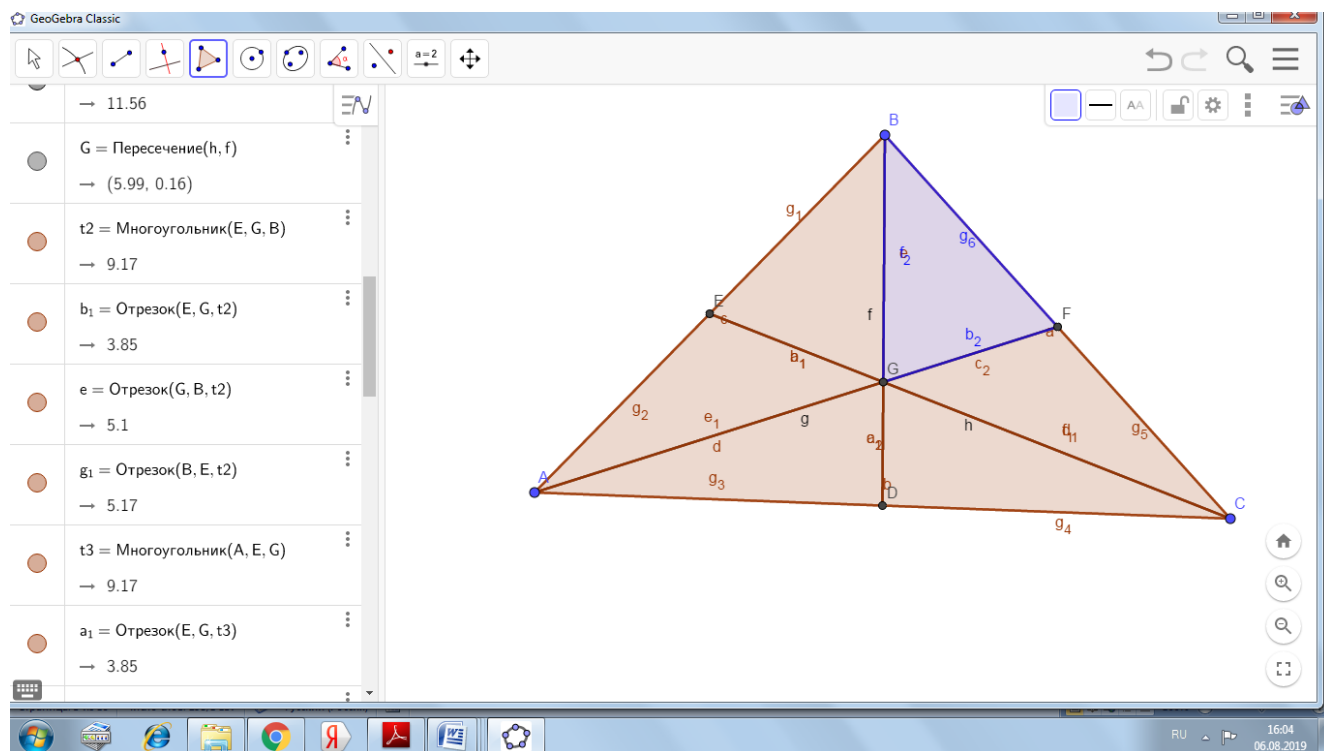 GeoGebra Classic
a=2
→ 11.56
G = Пересечение(h, f)
→ (5.99, 0.16)
t2 = Многоугольник(E, G, B)
→ 9.17
b₁ = Отрезок(E, G, t2)
→ 3.85
e = Отрезок(G, B, t2)
→ 5.1
g₁ = Отрезок(B, E, t2)
→ 5.17
t3 = Многоугольник(A, E, G)
→ 9.17
a₁ = Отрезок(E, G, t3)
→ 3.85
AA
B
g₁
g₆
E
c
f
F
a
b₂
c₂
G
g₂
e₁
g
d
h
g₅
A
g₃
b
D
g₄
C
RU
16:04
06.08.2019